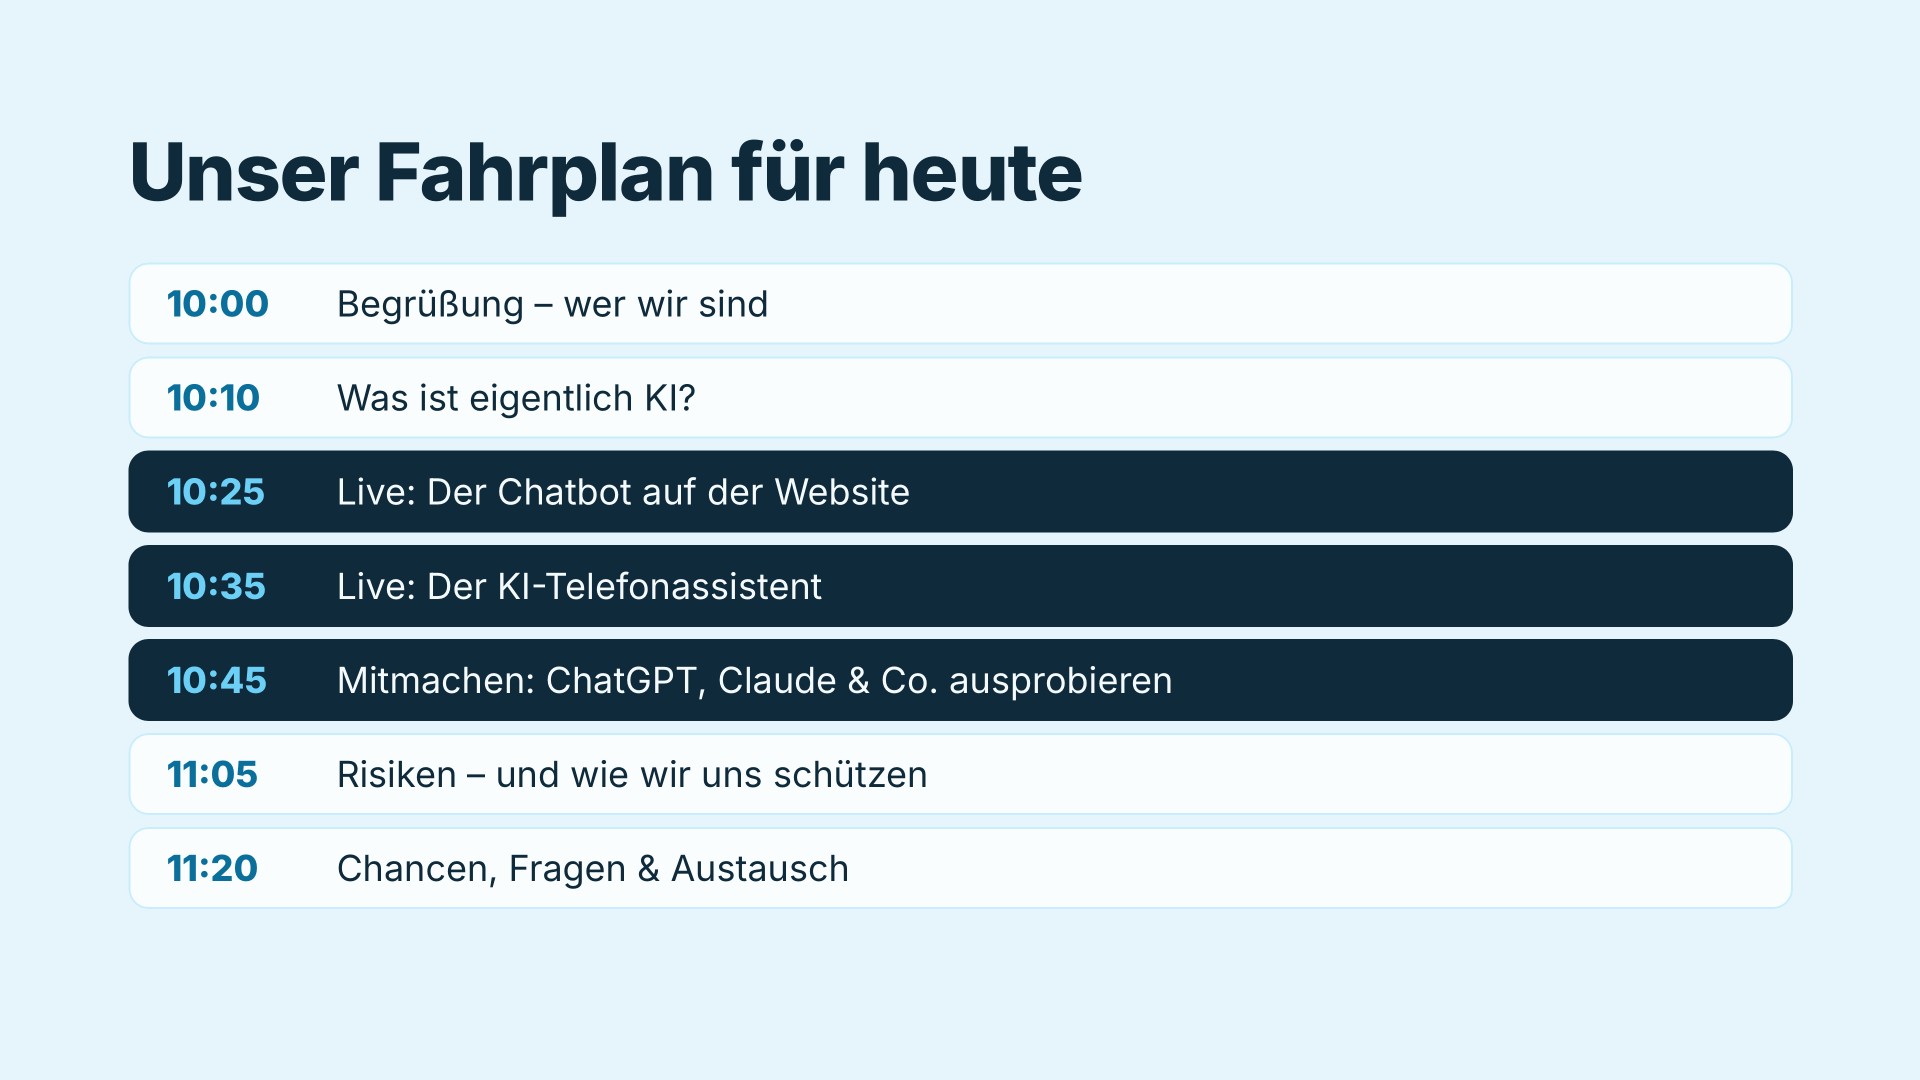 Unser Fahrplan für heute
10:00 Begrüßung – wer wir sind
10:10 Was ist eigentlich KI?
10:25 Live: Der Chatbot auf der Website
10:35 Live: Der KI-Telefonassistent
10:45 Mitmachen: ChatGPT, Claude & Co. ausprobieren
11:05 Risiken – und wie wir uns schützen
11:20 Chancen, Fragen & Austausch